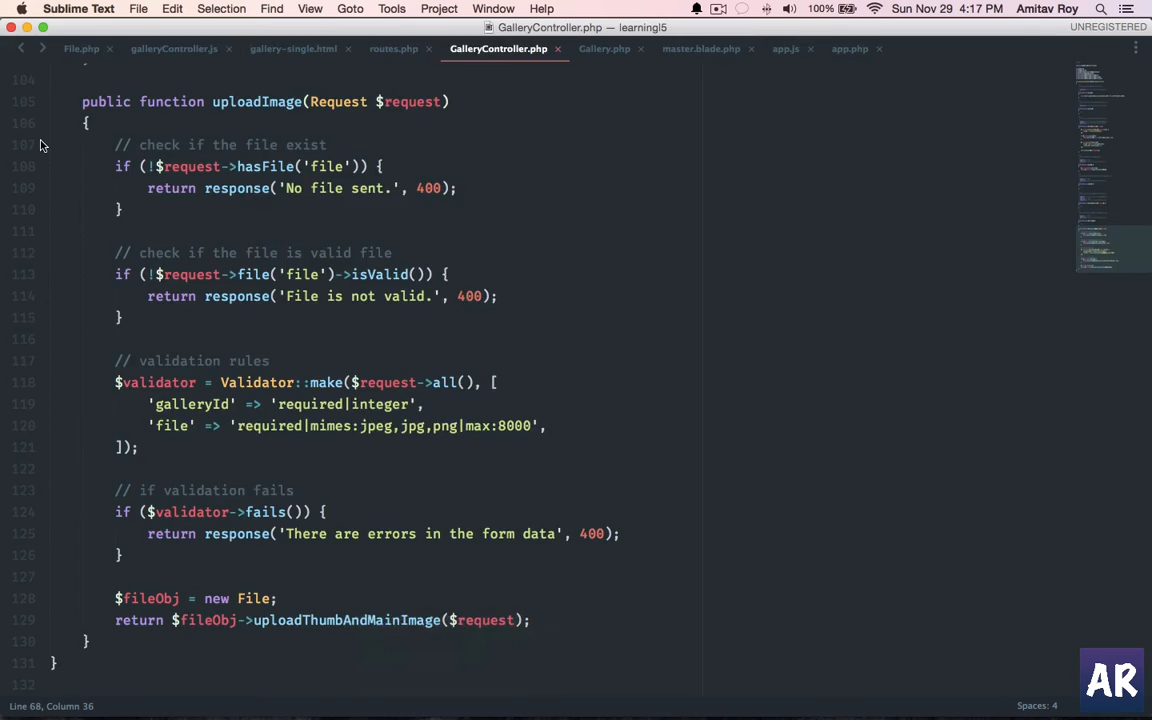 Sublime Text File Edit Selection Find View Goto Tools Project Window Help 100% Sun Nov 29 4:17 PM Amitav Roy
GalleryController.php — learningl5 UNREGISTERED
File.php × galleryController.js × gallery-single.html × routes.php × GalleryController.php × Gallery.php × master.blade.php × app.js × app.php ×
104
105 public function uploadImage(Request $request)
106 {
107 // check if the file exist
108 if (!$request->hasFile('file')) {
109 return response('No file sent.', 400);
110 }
111
112 // check if the file is valid file
113 if (!$request->file('file')->isValid()) {
114 return response('File is not valid.', 400);
115 }
116
117 // validation rules
118 $validator = Validator::make($request->all(), [
119 'galleryId' => 'required|integer',
120 'file' => 'required|mimes:jpeg,jpg,png|max:8000',
121 ]);
122
123 // if validation fails
124 if ($validator->fails()) {
125 return response('There are errors in the form data', 400);
126 }
127
128 $fileObj = new File;
129 return $fileObj->uploadThumbAndMainImage($request);
130 }
131 }
132
AR
Line 68, Column 36 Spaces: 4